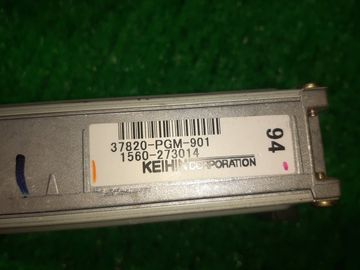 37820-PGM-901
1560-273014
KEIHIN CORPORATION
94
A